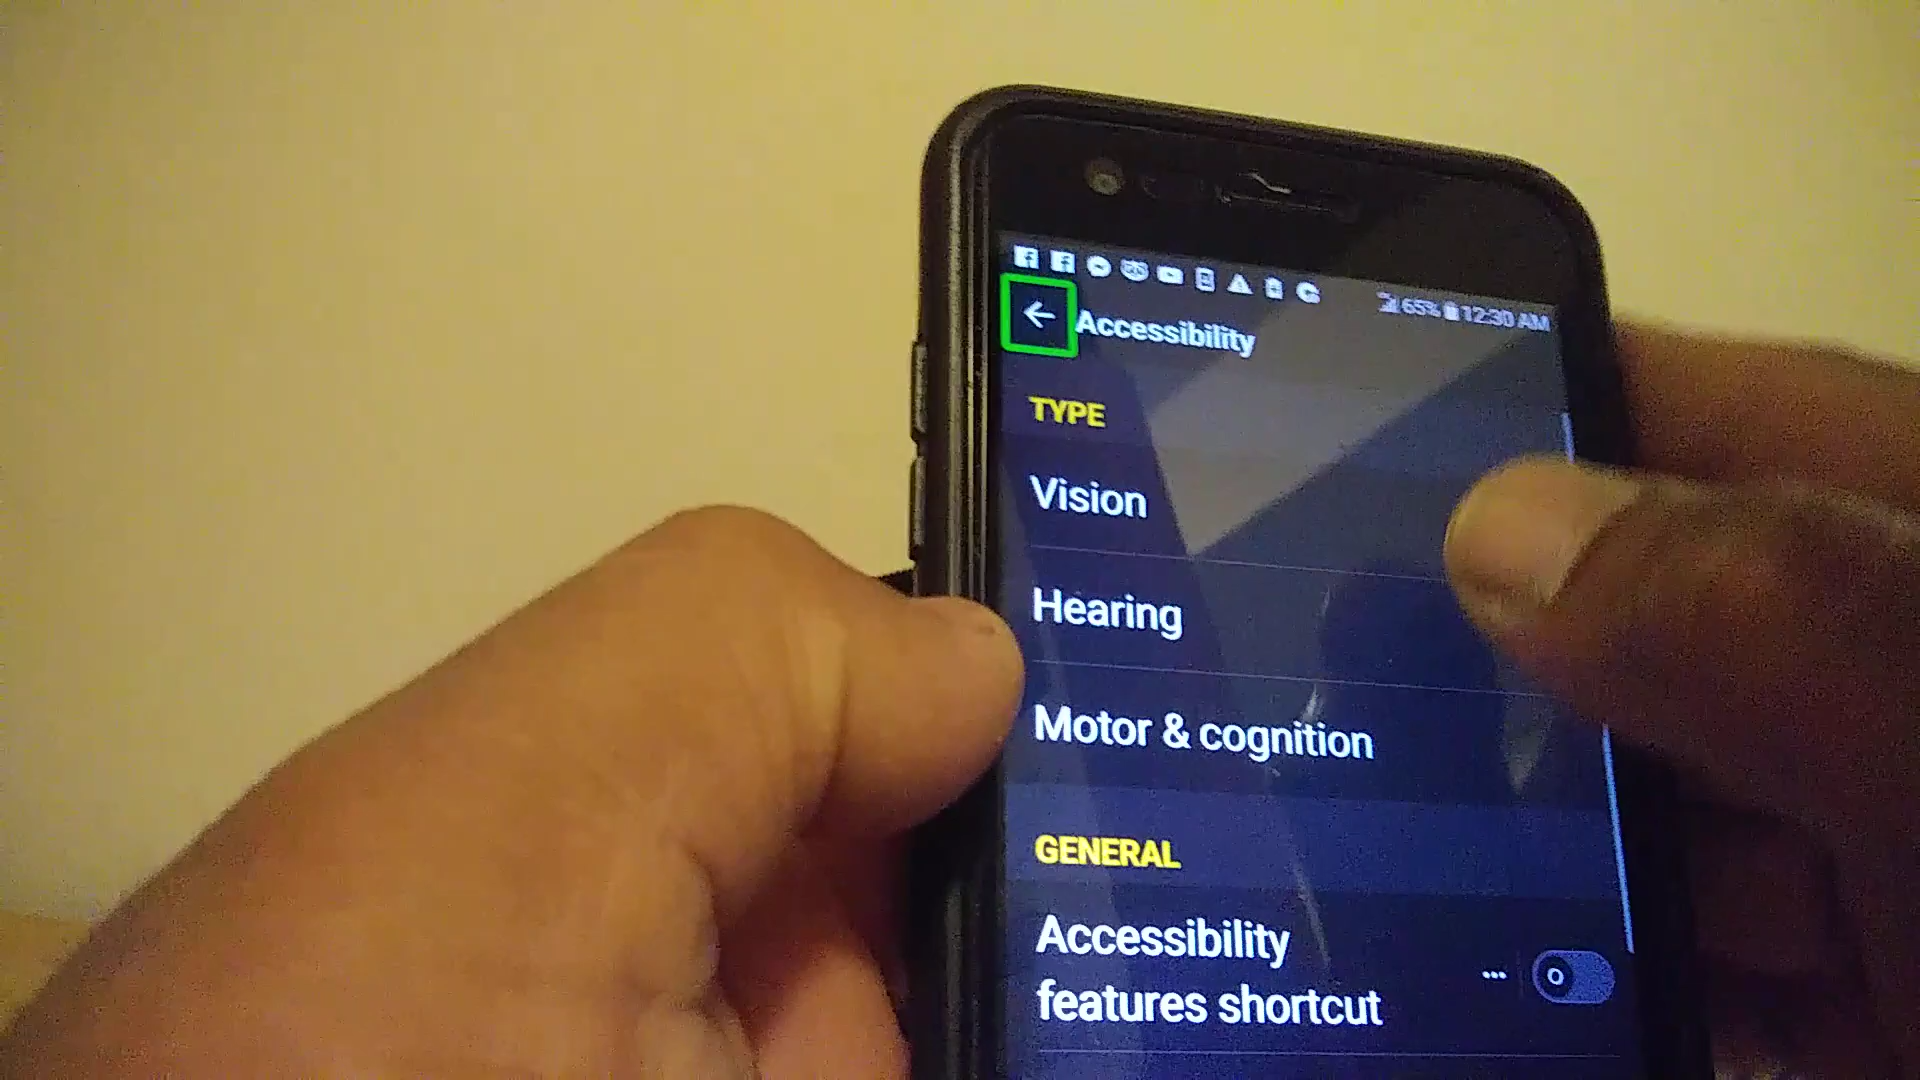 65% 12:30 AM
Accessibility
TYPE
Vision
Hearing
Motor & cognition
GENERAL
Accessibility
features shortcut
...